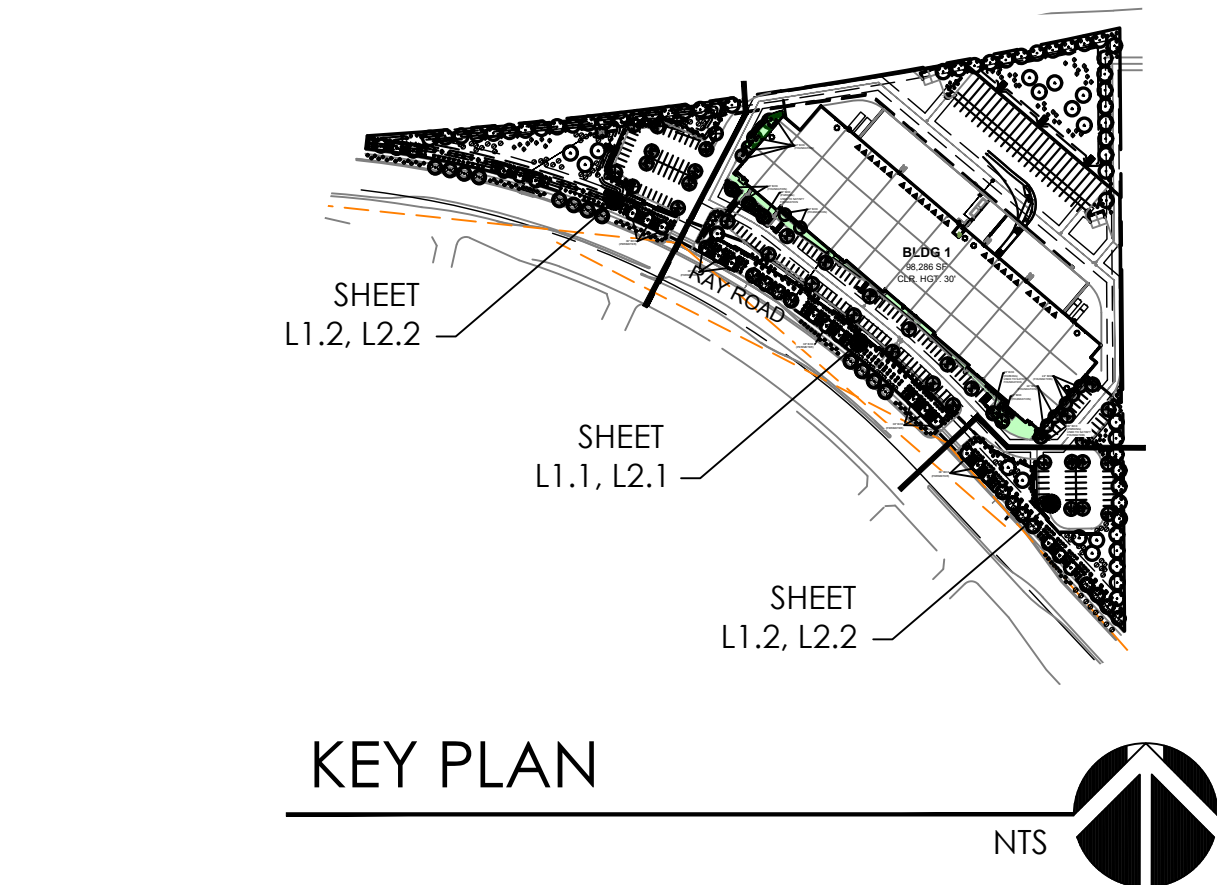 BLDG 1
98,286 SF
CLR. HGT. 30'
RAY ROAD
SHEET
L1.2, L2.2
SHEET
L1.1, L2.1
SHEET
L1.2, L2.2
KEY PLAN
NTS